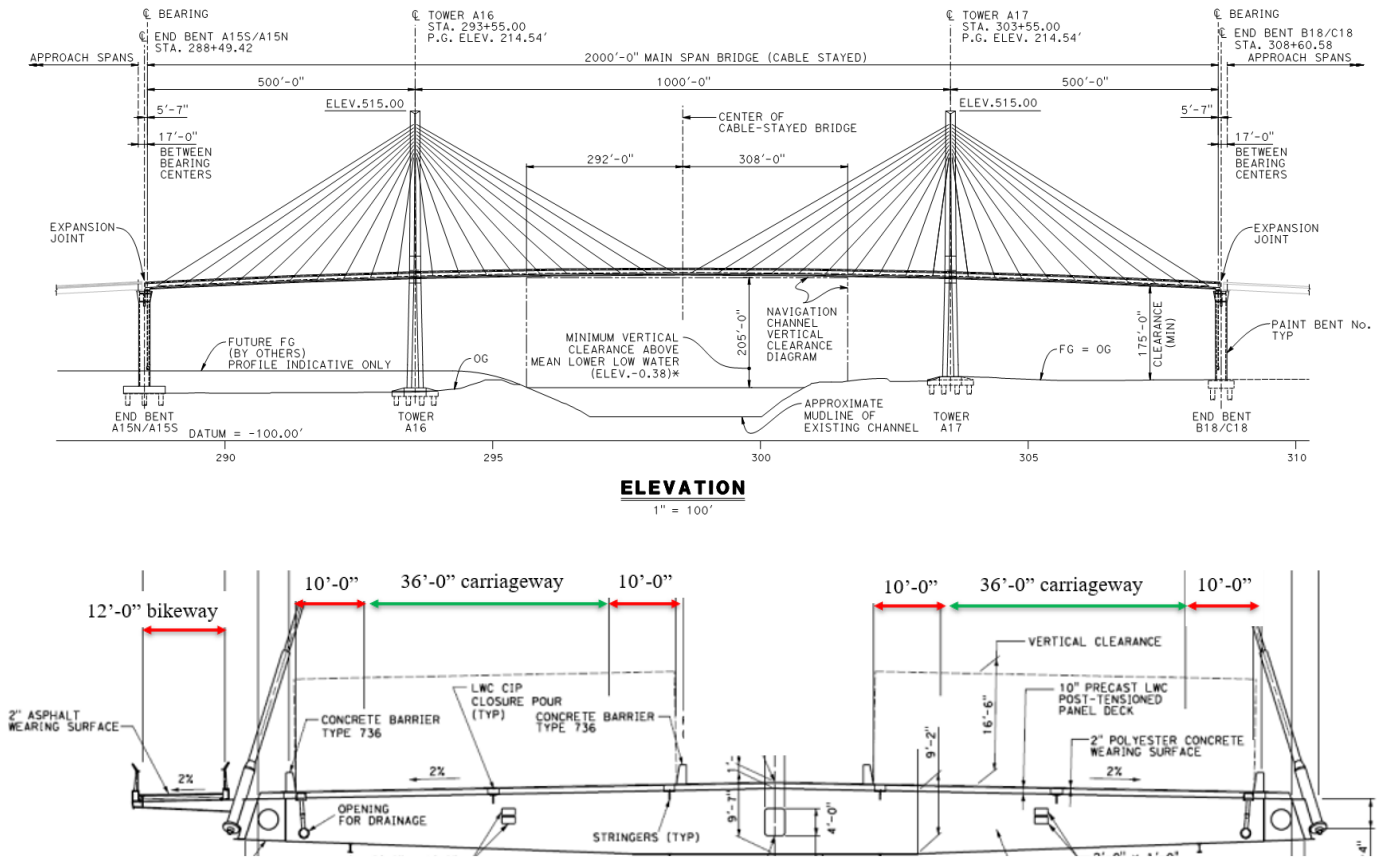 ℄ BEARING
℄ END BENT A15S/A15N
STA. 288+49.42
℄ TOWER A16
STA. 293+55.00
P.G. ELEV. 214.54'
℄ TOWER A17
STA. 303+55.00
P.G. ELEV. 214.54'
℄ BEARING
℄ END BENT B18/C18
STA. 308+60.58
APPROACH SPANS
2000'-0" MAIN SPAN BRIDGE (CABLE STAYED)
APPROACH SPANS
500'-0"
1000'-0"
500'-0"
5'-7"
17'-0"
BETWEEN
BEARING
CENTERS
ELEV.515.00
CENTER OF
CABLE-STAYED BRIDGE
ELEV.515.00
5'-7"
17'-0"
BETWEEN
BEARING
CENTERS
292'-0"
308'-0"
EXPANSION
JOINT
EXPANSION
JOINT
FUTURE FG
(BY OTHERS)
PROFILE INDICATIVE ONLY
OG
MINIMUM VERTICAL
CLEARANCE ABOVE
MEAN LOWER LOW WATER
(ELEV.-0.38)*
205'-0"
NAVIGATION
CHANNEL
VERTICAL
CLEARANCE
DIAGRAM
FG = OG
175'-0"
CLEARANCE
(MIN)
PAINT BENT No.
TYP
END BENT
A15N/A15S
DATUM = -100.00'
TOWER
A16
APPROXIMATE
MUDLINE OF
EXISTING CHANNEL
TOWER
A17
END BENT
B18/C18
290
295
300
305
310
ELEVATION
1" = 100'
12'-0" bikeway
10'-0"
36'-0" carriageway
10'-0"
10'-0"
36'-0" carriageway
10'-0"
2" ASPHALT
WEARING SURFACE
2%
CONCRETE BARRIER
TYPE 736
LWC CIP
CLOSURE POUR
(TYP)
CONCRETE BARRIER
TYPE 736
VERTICAL CLEARANCE
16'-6"
10" PRECAST LWC
POST-TENSIONED
PANEL DECK
2" POLYESTER CONCRETE
WEARING SURFACE
2%
2%
OPENING
FOR DRAINAGE
STRINGERS (TYP)
1'-
9'-7"
4'-0"
9'-2"